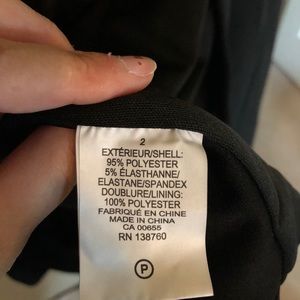 2
EXTÉRIEUR/SHELL:
95% POLYESTER
5% ÉLASTHANNE/
ELASTANE/SPANDEX
DOUBLURE/LINING:
100% POLYESTER
FABRIQUÉ EN CHINE
MADE IN CHINA
CA 00655
RN 138760
P